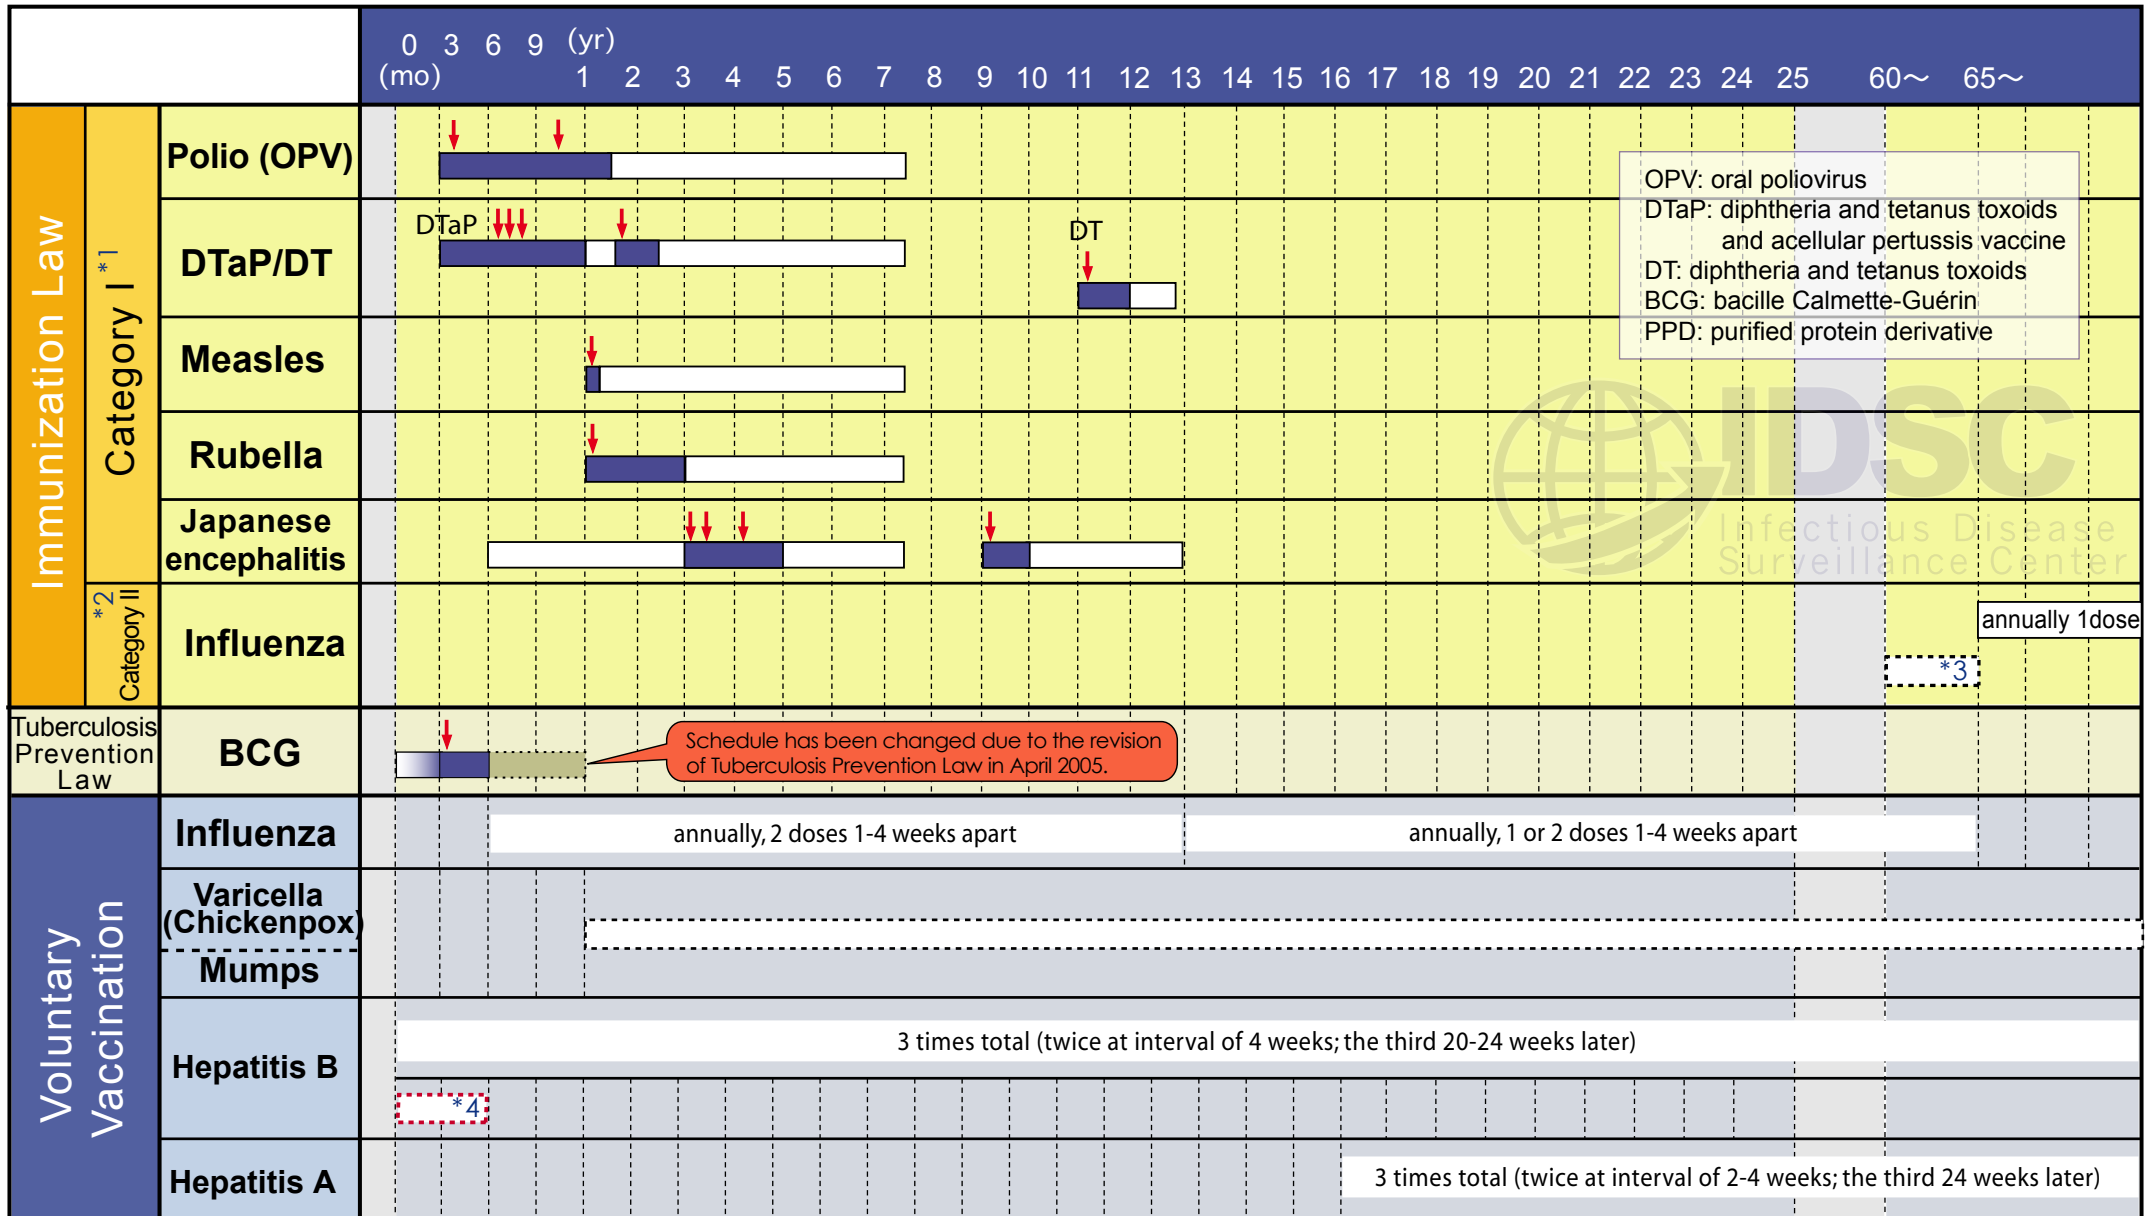 0 3 6 9 (yr)
(mo) 1 2 3 4 5 6 7 8 9 10 11 12 13 14 15 16 17 18 19 20 21 22 23 24 25 60～ 65～
Immunization Law
Category I *1
Polio (OPV)
OPV: oral poliovirus
DTaP: diphtheria and tetanus toxoids
and acellular pertussis vaccine
DT: diphtheria and tetanus toxoids
BCG: bacille Calmette-Guérin
PPD: purified protein derivative
DTaP/DT
DTaP
DT
Measles
Rubella
IDSC
Infectious Disease
Surveillance Center
Japanese
encephalitis
Category II *2
Influenza
annually 1dose
*3
Tuberculosis
Prevention
Law
BCG
Schedule has been changed due to the revision
of Tuberculosis Prevention Law in April 2005.
Voluntary
Vaccination
Influenza
annually, 2 doses 1-4 weeks apart
annually, 1 or 2 doses 1-4 weeks apart
Varicella
(Chickenpox)
Mumps
Hepatitis B
3 times total (twice at interval of 4 weeks; the third 20-24 weeks later)
*4
Hepatitis A
3 times total (twice at interval of 2-4 weeks; the third 24 weeks later)